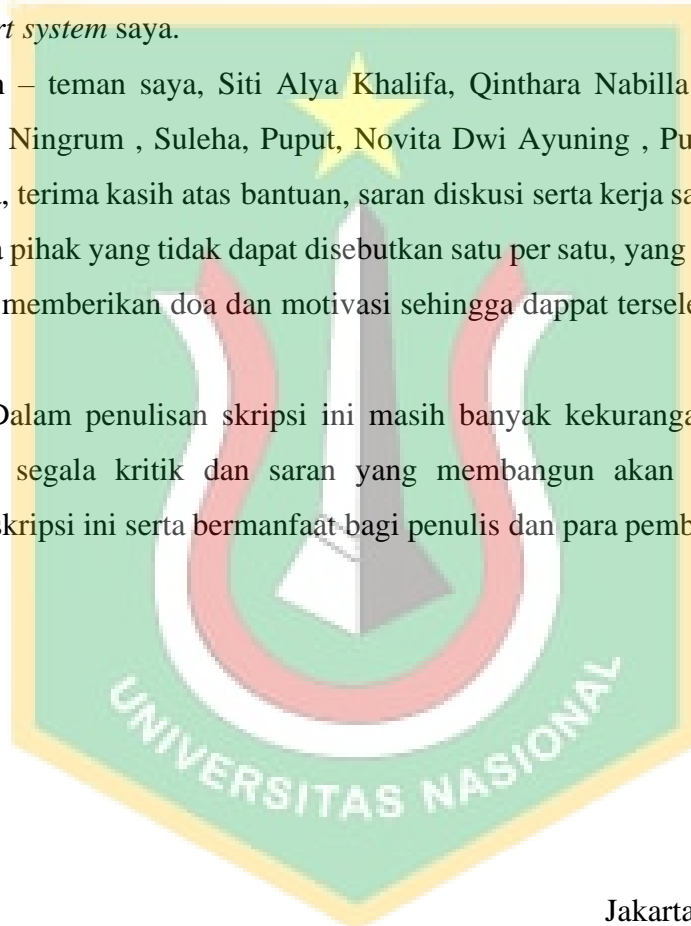 rt system saya.
n – teman saya, Siti Alya Khalifa, Qinthara Nabilla
Ningrum , Suleha, Puput, Novita Dwi Ayuning , Pu
, terima kasih atas bantuan, saran diskusi serta kerja sa
a pihak yang tidak dapat disebutkan satu per satu, yang
memberikan doa dan motivasi sehingga dappat tersele
Dalam penulisan skripsi ini masih banyak kekuranga
segala kritik dan saran yang membangun akan
skripsi ini serta bermanfaat bagi penulis dan para pemb
UNIVERSITAS NASIONAL
Jakarta